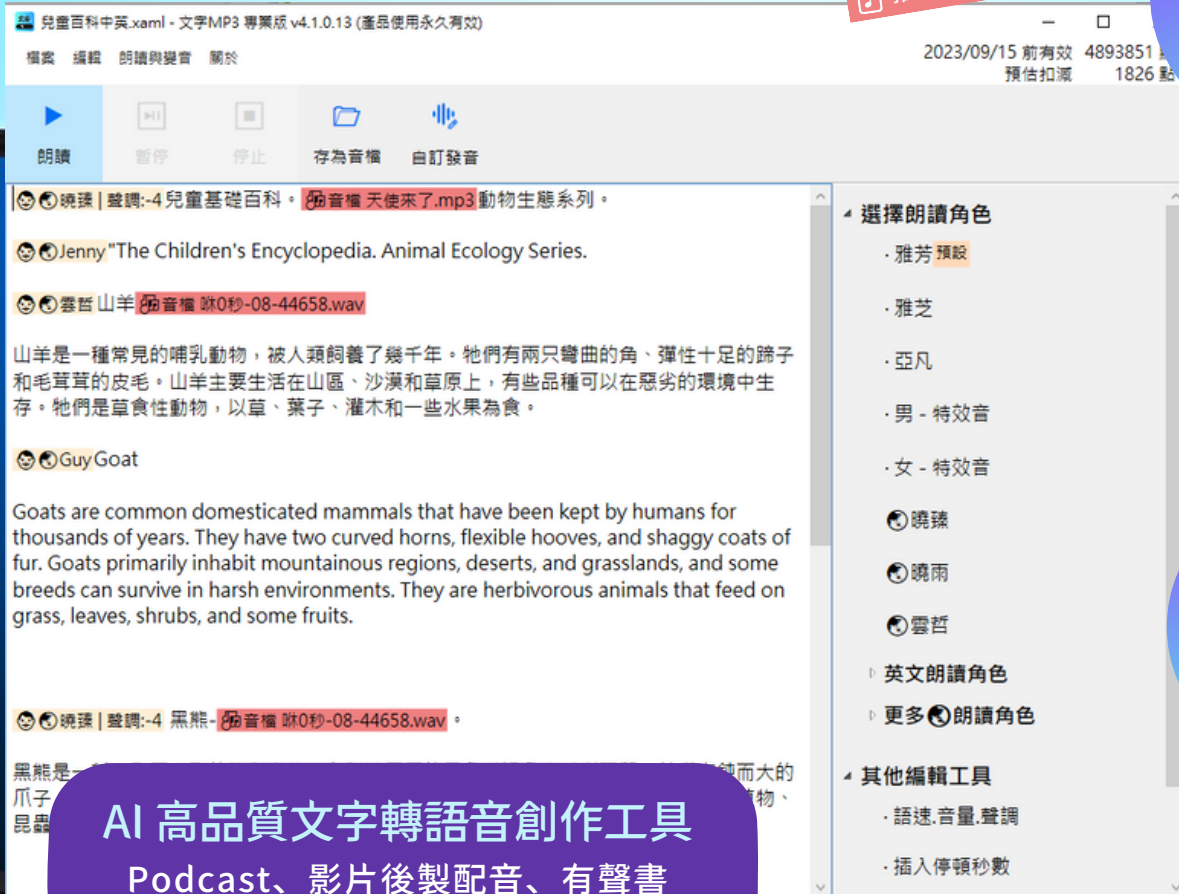 兒童百科中英.xaml - 文字MP3 專業版 v4.1.0.13 (產品使用永久有效)
檔案 編輯 朗讀與變音 關於
2023/09/15 前有效 4893851
預估扣減 1826 點
朗讀 暫停 停止 存為音檔 自訂發音
曉臻 | 聲調:-4 兒童基礎百科。 音檔 天使來了.mp3 動物生態系列。
Jenny "The Children's Encyclopedia. Animal Ecology Series.
雲哲 山羊 音檔 咻0秒-08-44658.wav
山羊是一種常見的哺乳動物，被人類飼養了幾千年。牠們有兩只彎曲的角、彈性十足的蹄子
和毛茸茸的皮毛。山羊主要生活在山區、沙漠和草原上，有些品種可以在惡劣的環境中生
存。牠們是草食性動物，以草、葉子、灌木和一些水果為食。
Guy Goat
Goats are common domesticated mammals that have been kept by humans for
thousands of years. They have two curved horns, flexible hooves, and shaggy coats of
fur. Goats primarily inhabit mountainous regions, deserts, and grasslands, and some
breeds can survive in harsh environments. They are herbivorous animals that feed on
grass, leaves, shrubs, and some fruits.
曉臻 | 聲調:-4 黑熊- 音檔 咻0秒-08-44658.wav 。
黑熊是一 而大的
爪子 物、
昆蟲
選擇朗讀角色
· 雅芳 預設
· 雅芝
· 亞凡
· 男 - 特效音
· 女 - 特效音
曉臻
曉雨
雲哲
英文朗讀角色
更多 朗讀角色
其他編輯工具
· 語速.音量.聲調
· 插入停頓秒數
AI 高品質文字轉語音創作工具
Podcast、影片後製配音、有聲書